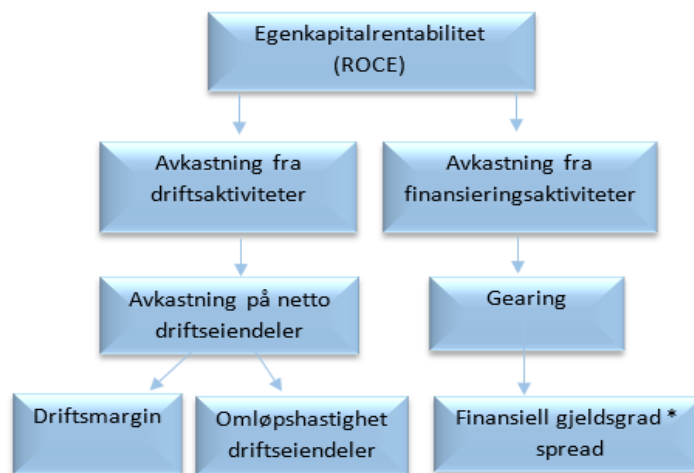 Egenkapitalrentabilitet
(ROCE)
Avkastning fra
driftsaktiviteter
Avkastning fra
finansieringsaktiviteter
Avkastning på netto
driftseiendeler
Gearing
Driftsmargin
Omløpshastighet
driftseiendeler
Finansiell gjeldsgrad *
spread